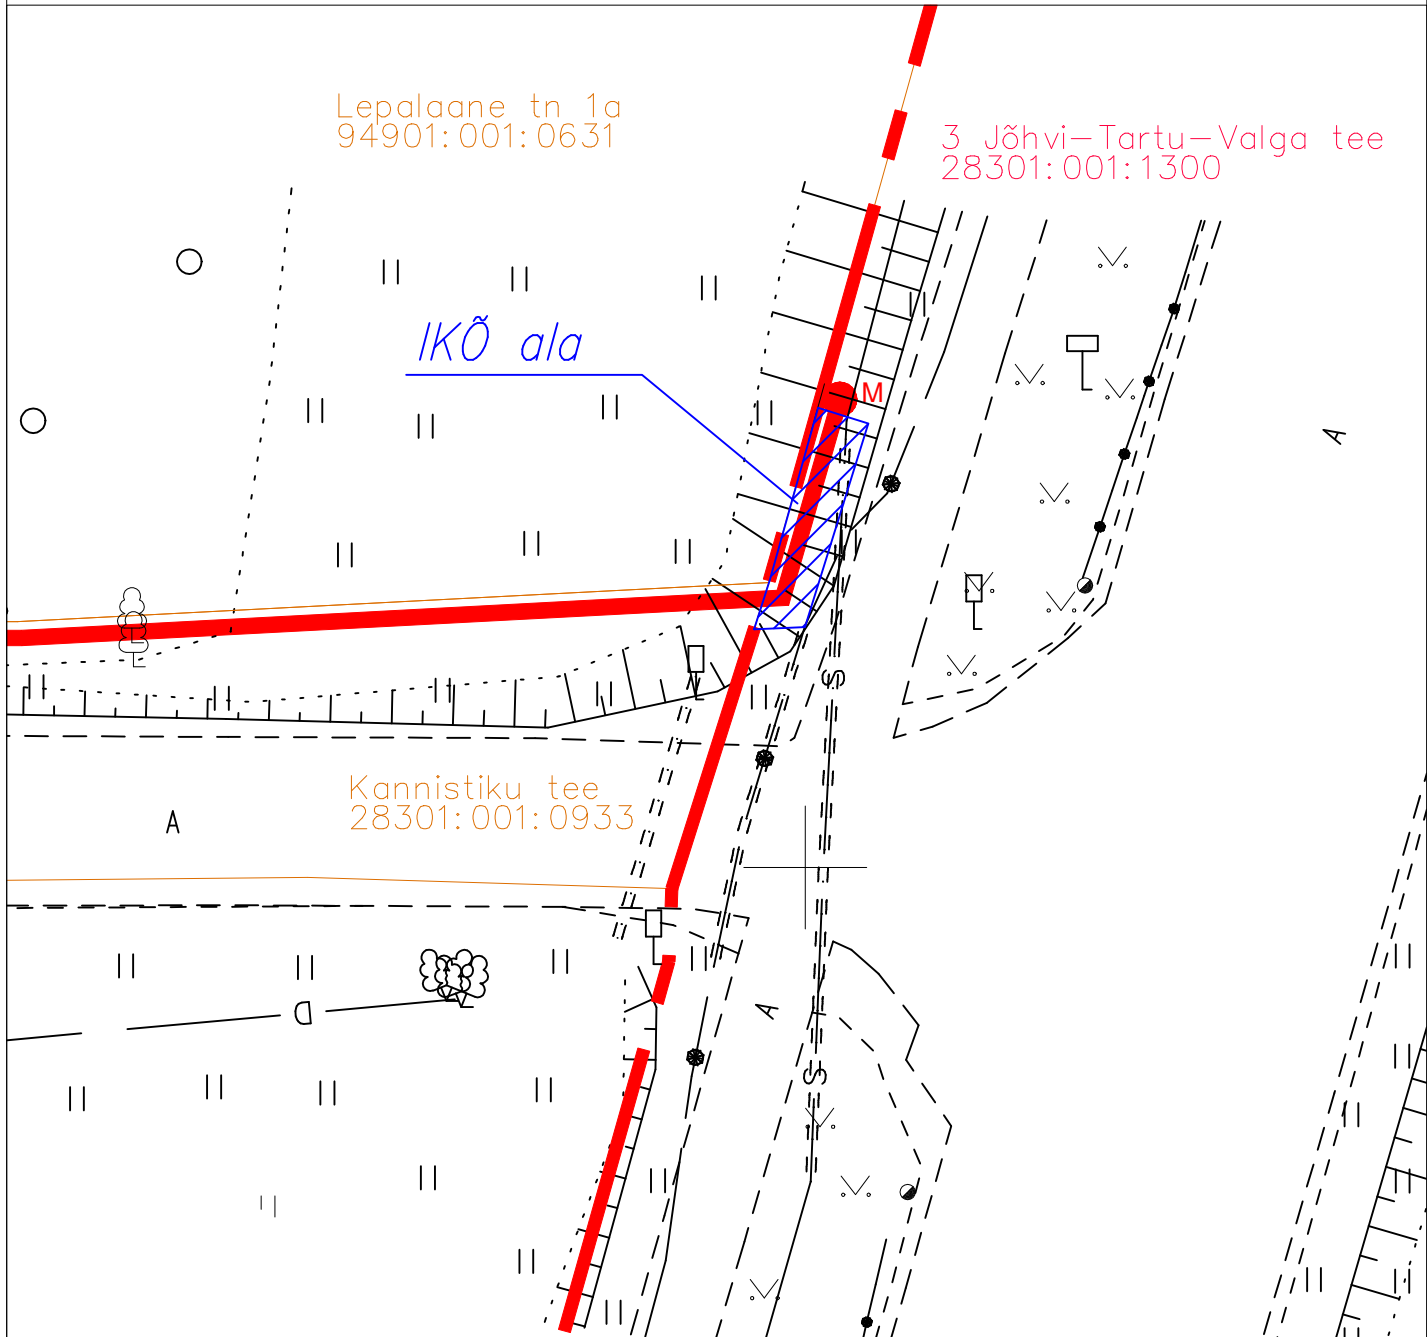 Lepalaane tn 1a
94901:001:0631
3 Jõhvi-Tartu-Valga tee
28301:001:1300
IKÕ ala
M
A
S
Kannistiku tee
28301:001:0933
A
D
A
S